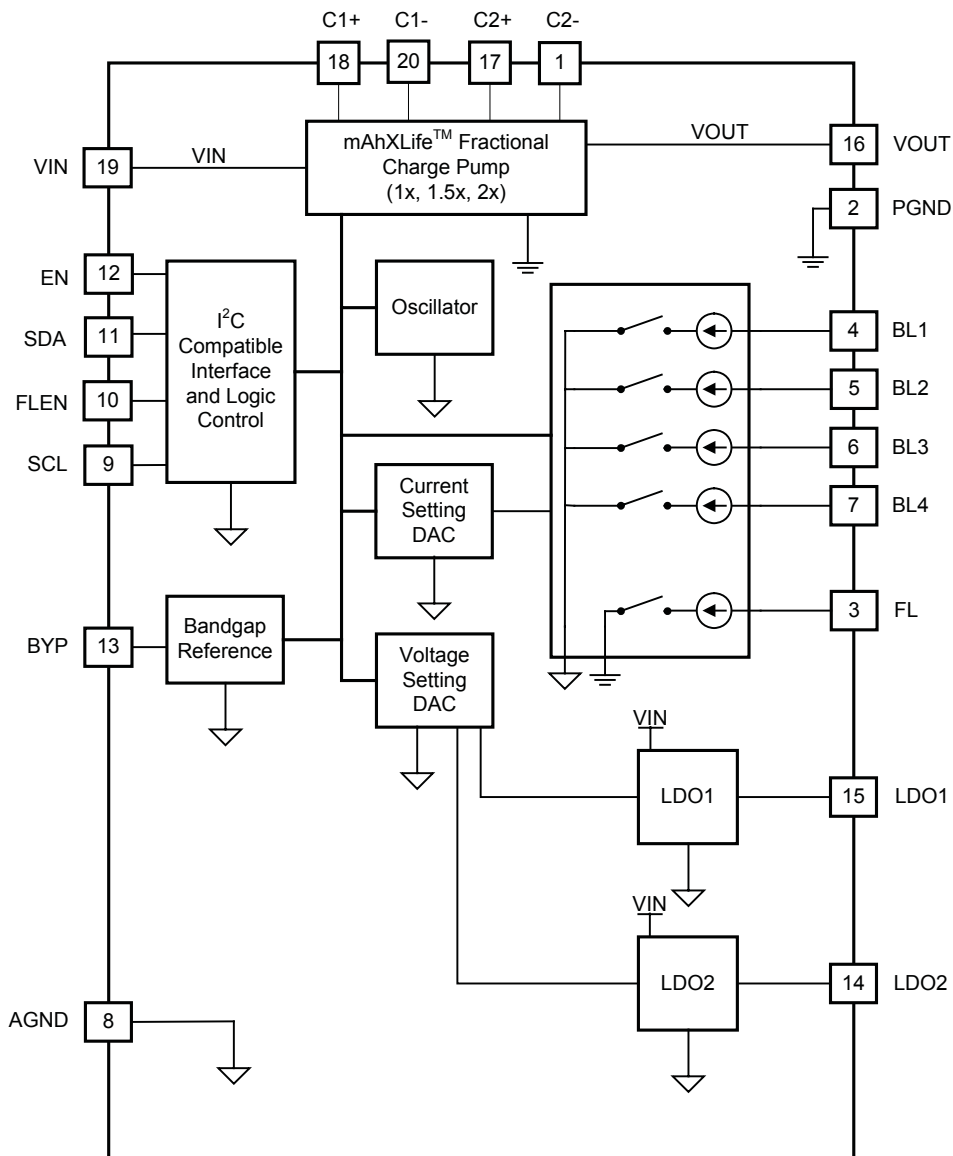 C1+ C1- C2+ C2-
18 20 17 1
mAhXLife™ Fractional
Charge Pump
(1x, 1.5x, 2x)
VIN 19 VIN
VOUT 16 VOUT
2 PGND
EN 12
SDA 11
FLEN 10
SCL 9
I²C
Compatible
Interface
and Logic
Control
Oscillator
4 BL1
5 BL2
6 BL3
7 BL4
3 FL
Current
Setting
DAC
BYP 13
Bandgap
Reference
Voltage
Setting
DAC
VIN
LDO1 15 LDO1
VIN
LDO2 14 LDO2
AGND 8